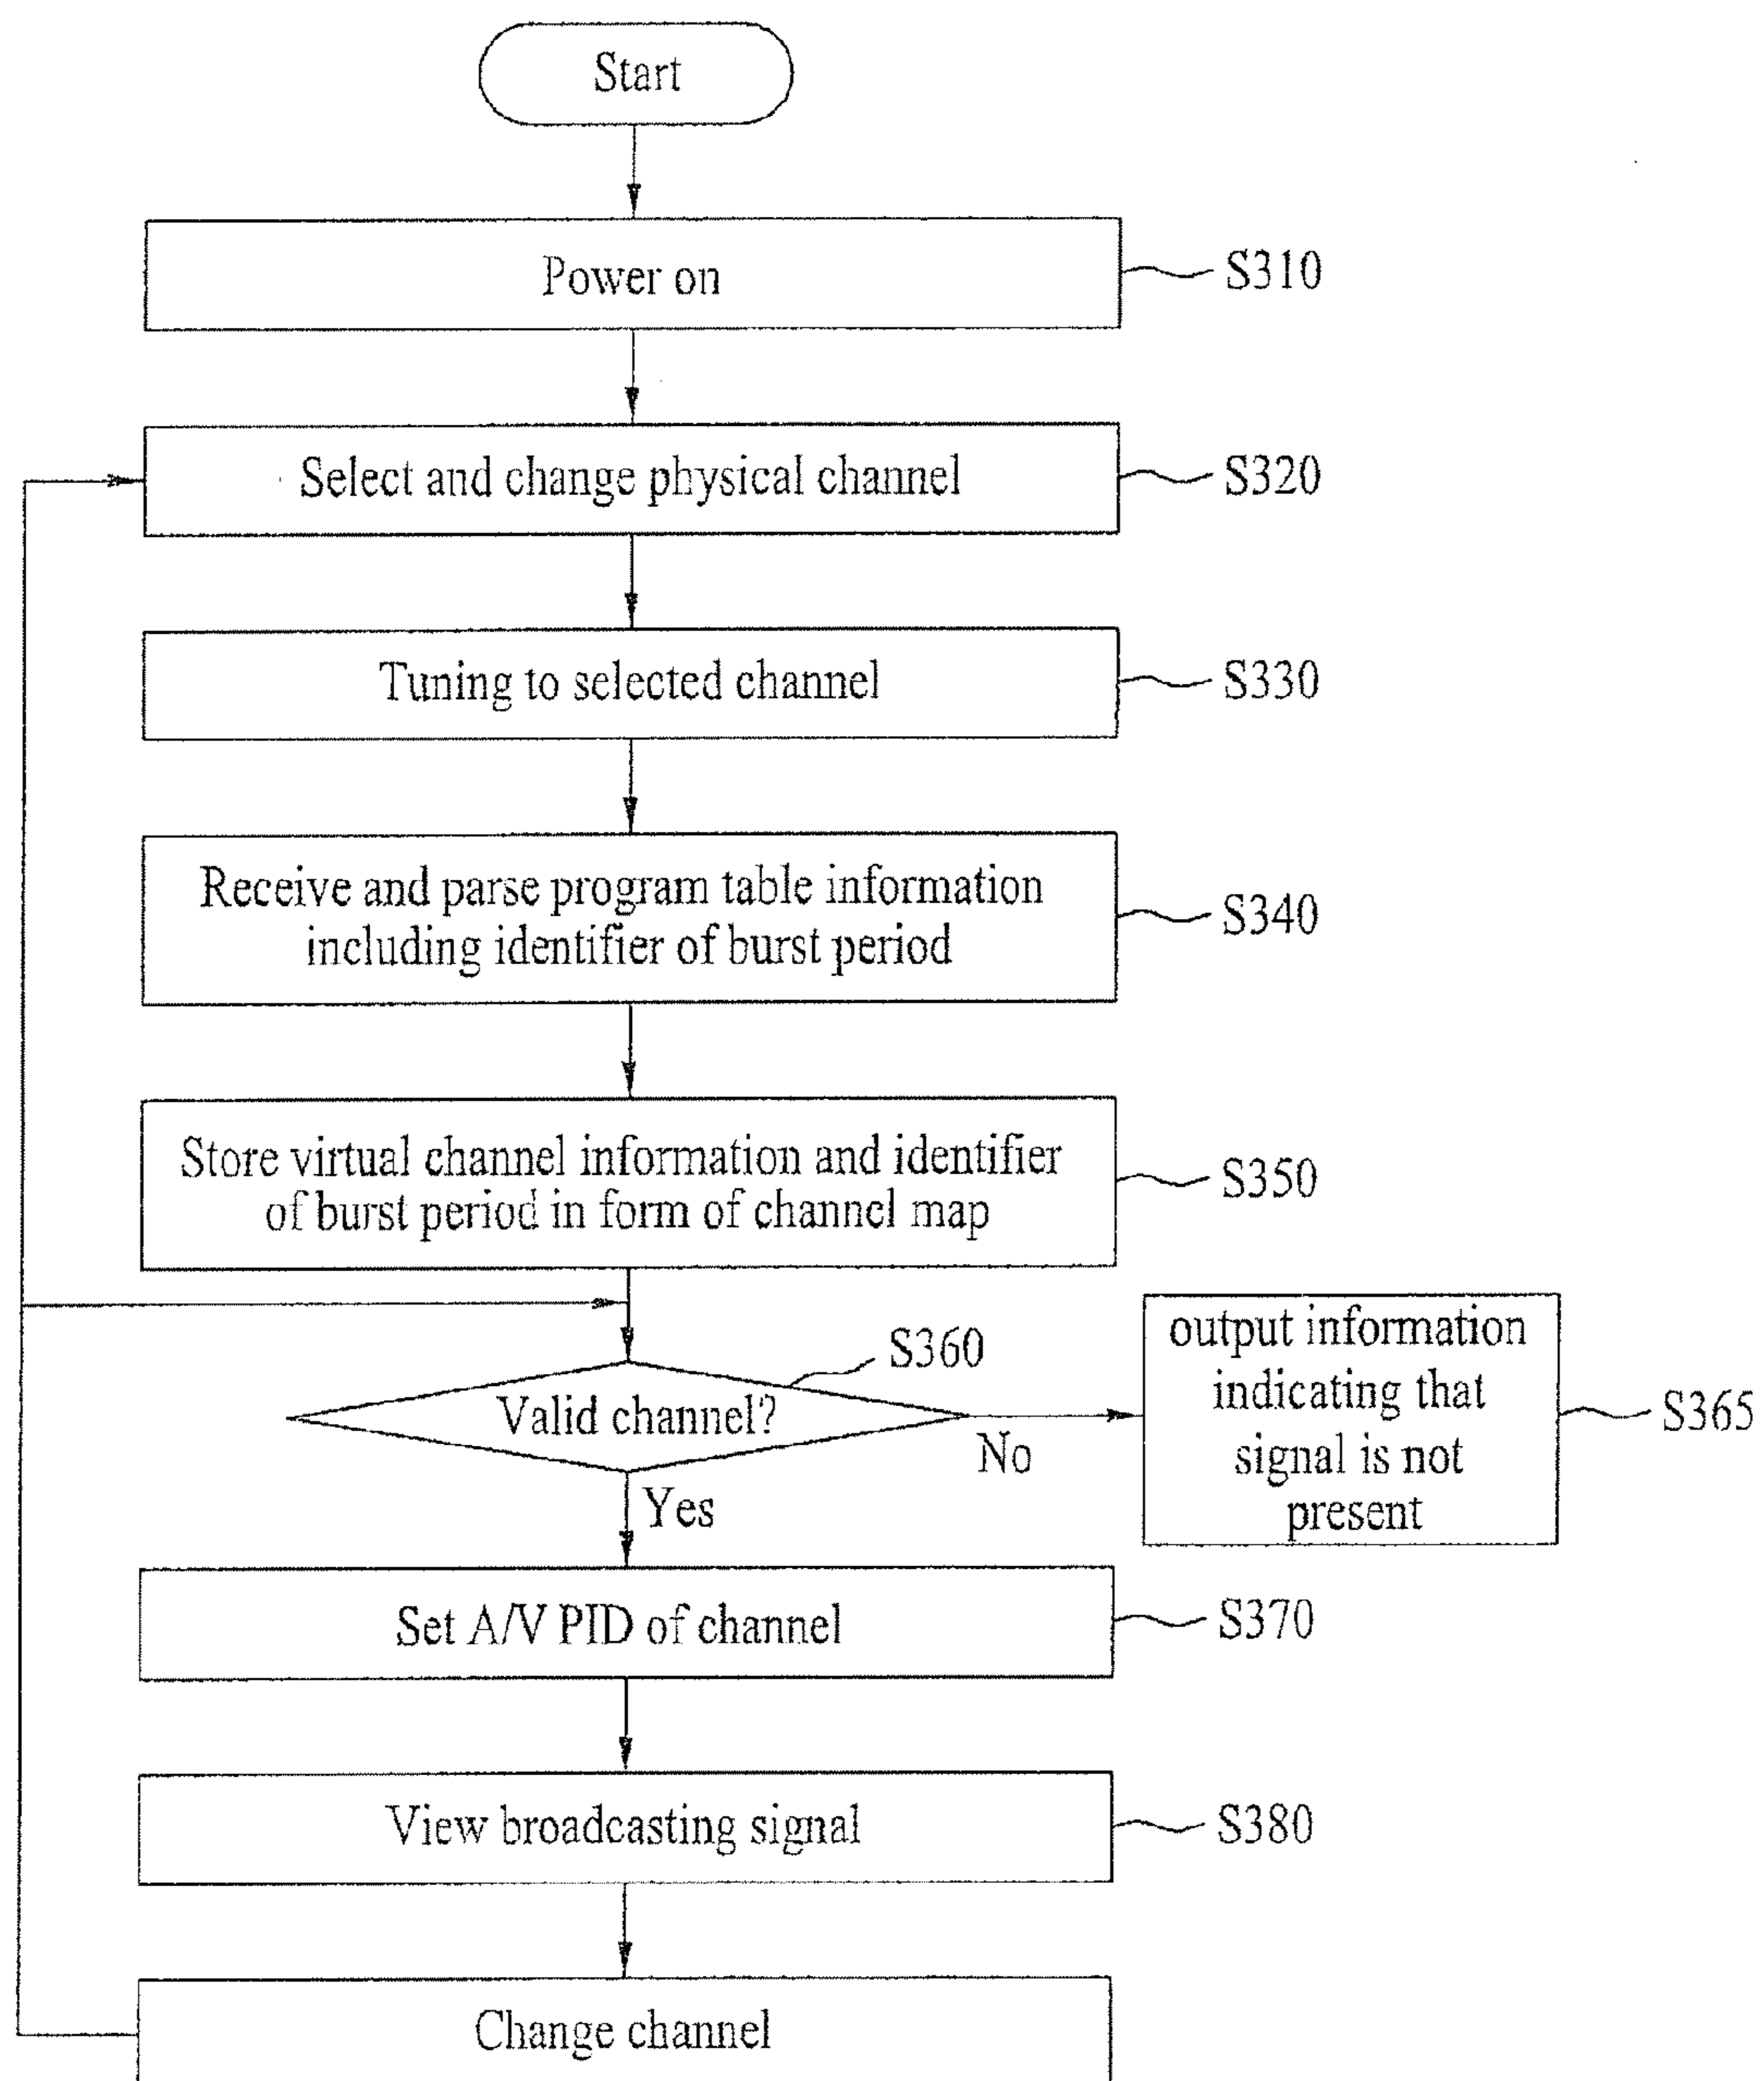 Start
Power on
S310
Select and change physical channel
S320
Tuning to selected channel
S330
Receive and parse program table information
including identifier of burst period
S340
Store virtual channel information and identifier
of burst period in form of channel map
S350
S360
Valid channel?
No
Yes
output information
indicating that
signal is not
present
S365
Set A/V PID of channel
S370
View broadcasting signal
S380
Change channel